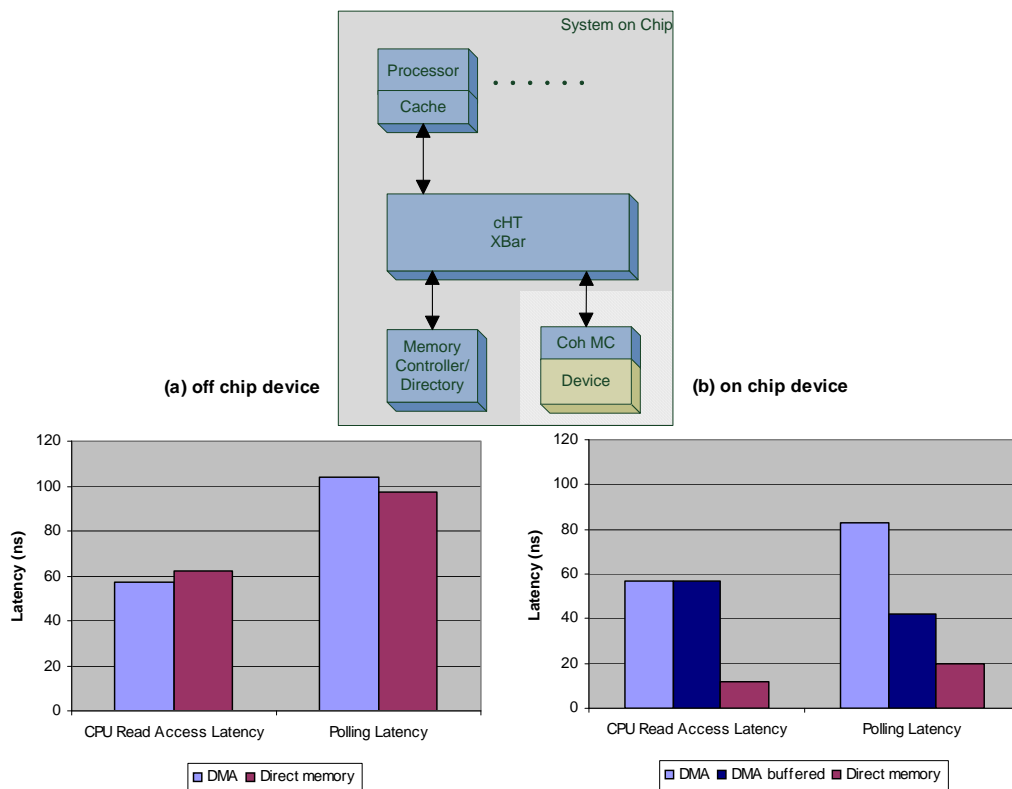 System on Chip
Processor
Cache
cHT
XBar
Memory
Controller/
Directory
Coh MC
Device
(a) off chip device
(b) on chip device
120
100
80
60
40
20
0
Latency (ns)
CPU Read Access Latency
Polling Latency
DMA
Direct memory
120
100
80
60
40
20
0
Latency (ns)
CPU Read Access Latency
Polling Latency
DMA
DMA buffered
Direct memory